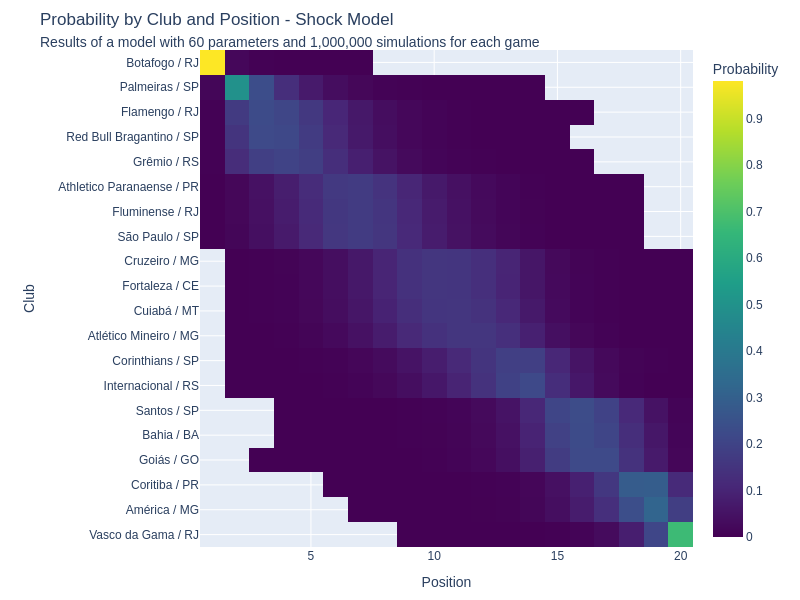 Probability by Club and Position - Shock Model
Results of a model with 60 parameters and 1,000,000 simulations for each game
Probability
Botafogo / RJ
Palmeiras / SP
Flamengo / RJ
Red Bull Bragantino / SP
Grêmio / RS
Athletico Paranaense / PR
Fluminense / RJ
São Paulo / SP
Cruzeiro / MG
Fortaleza / CE
Cuiabá / MT
Atlético Mineiro / MG
Corinthians / SP
Internacional / RS
Santos / SP
Bahia / BA
Goiás / GO
Coritiba / PR
América / MG
Vasco da Gama / RJ
Club
5
10
15
20
Position
0.9
0.8
0.7
0.6
0.5
0.4
0.3
0.2
0.1
0